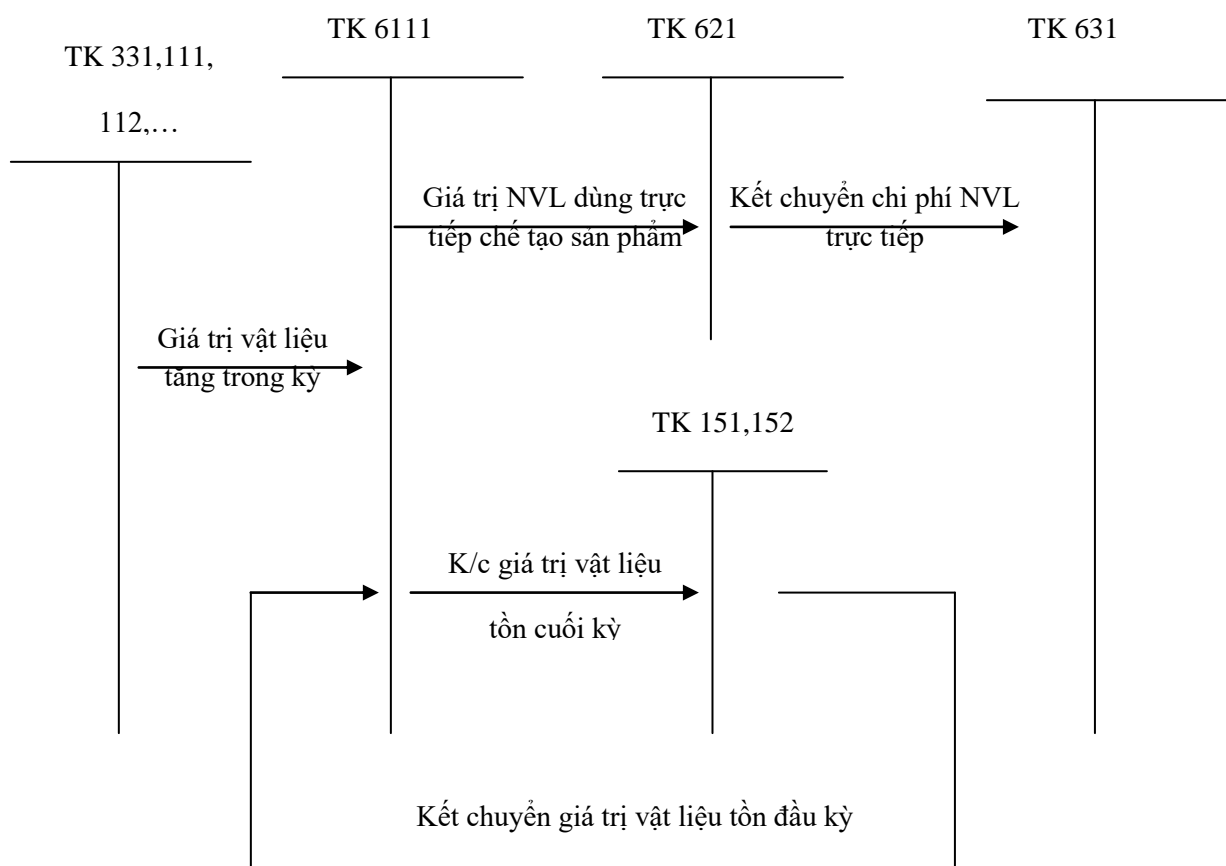 TK 6111
TK 621
TK 631
TK 331,111,
112,…
Giá trị NVL dùng trực
tiếp chế tạo sản phẩm
Kết chuyển chi phí NVL
trực tiếp
Giá trị vật liệu
tăng trong kỳ
TK 151,152
K/c giá trị vật liệu
tồn cuối kỳ
Kết chuyển giá trị vật liệu tồn đầu kỳ